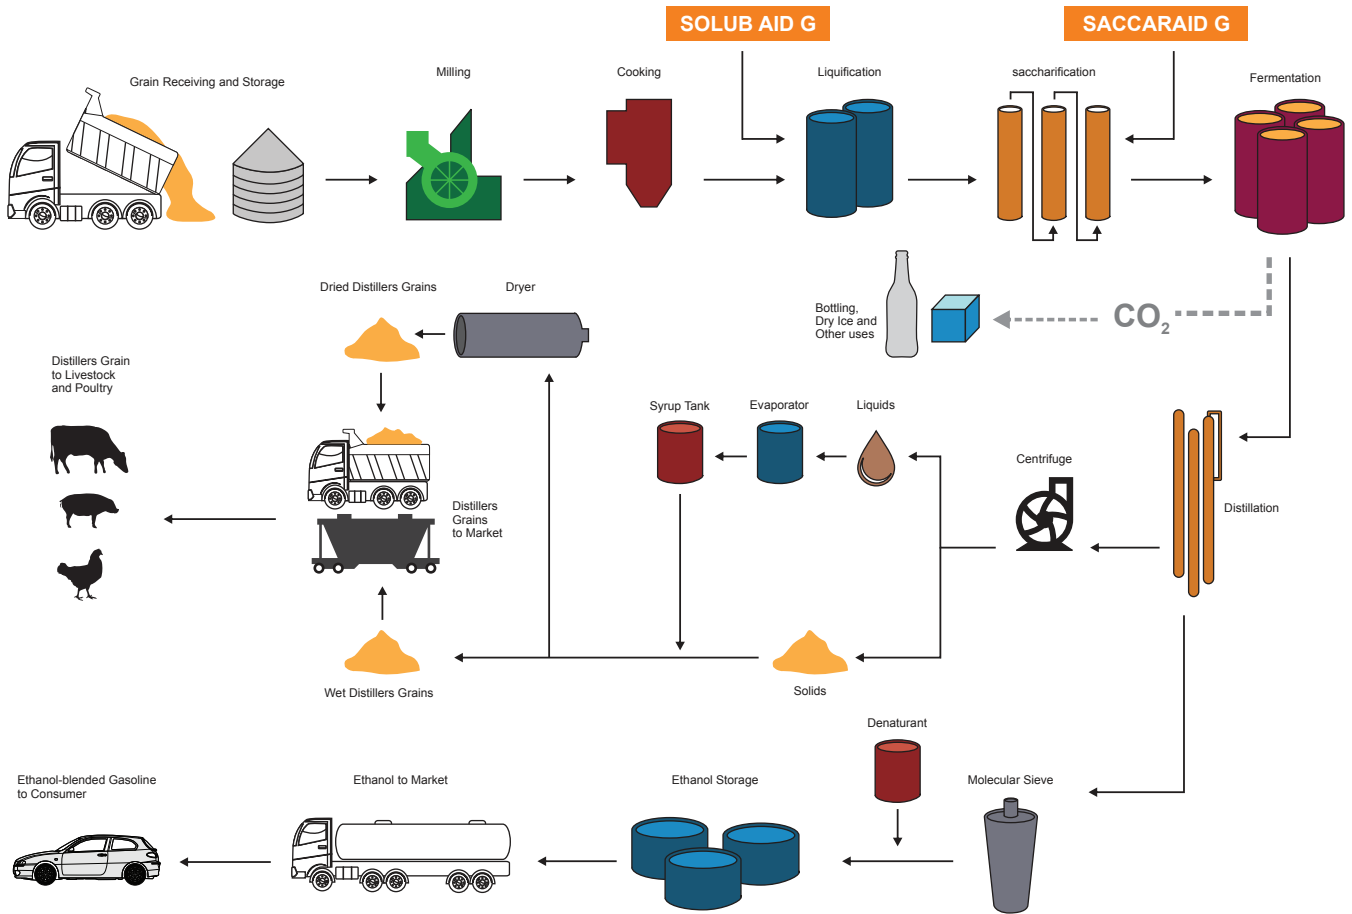 SOLUB AID G
SACCARAID G
Grain Receiving and Storage
Milling
Cooking
Liquification
saccharification
Fermentation
Dried Distillers Grains
Dryer
Bottling,
Dry Ice and
Other uses
CO₂
Distillers Grain
to Livestock
and Poultry
Syrup Tank
Evaporator
Liquids
Centrifuge
Distillation
Distillers
Grains
to Market
Wet Distillers Grains
Solids
Denaturant
Ethanol-blended Gasoline
to Consumer
Ethanol to Market
Ethanol Storage
Molecular Sieve